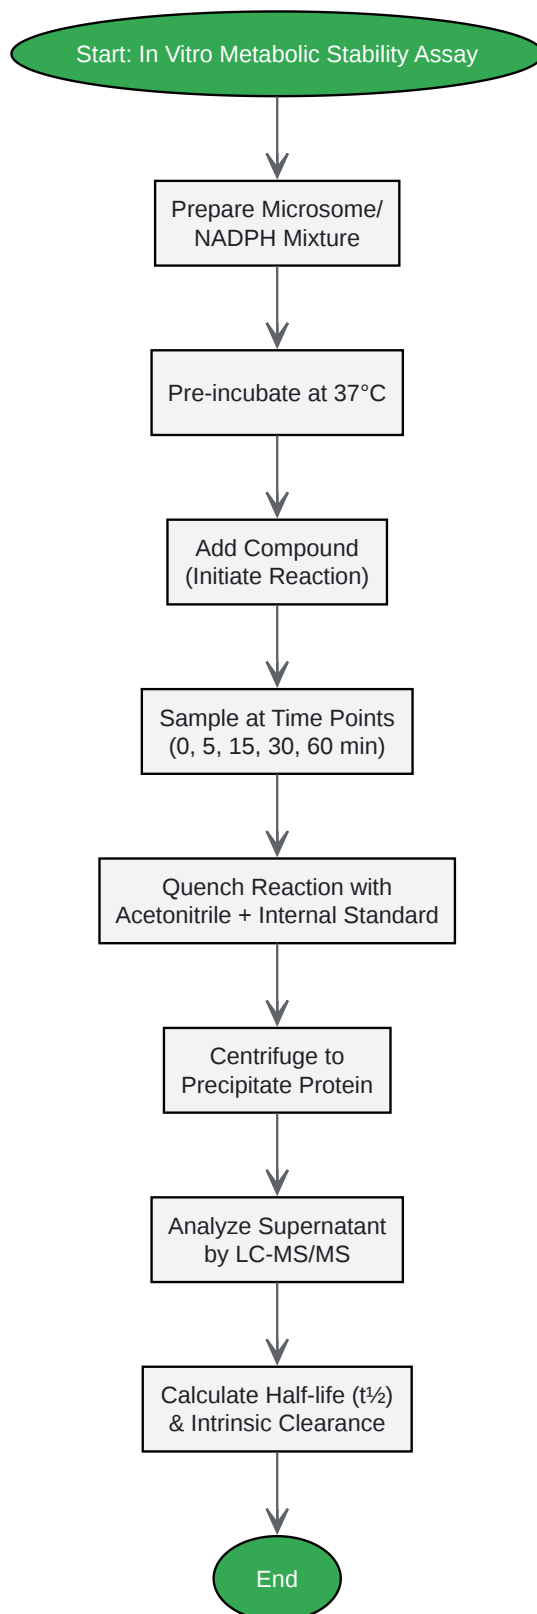 Start: In Vitro Metabolic Stability Assay
Prepare Microsome/
NADPH Mixture
Pre-incubate at 37°C
Add Compound
(Initiate Reaction)
Sample at Time Points
(0, 5, 15, 30, 60 min)
Quench Reaction with
Acetonitrile + Internal Standard
Centrifuge to
Precipitate Protein
Analyze Supernatant
by LC-MS/MS
Calculate Half-life (t½)
& Intrinsic Clearance
End